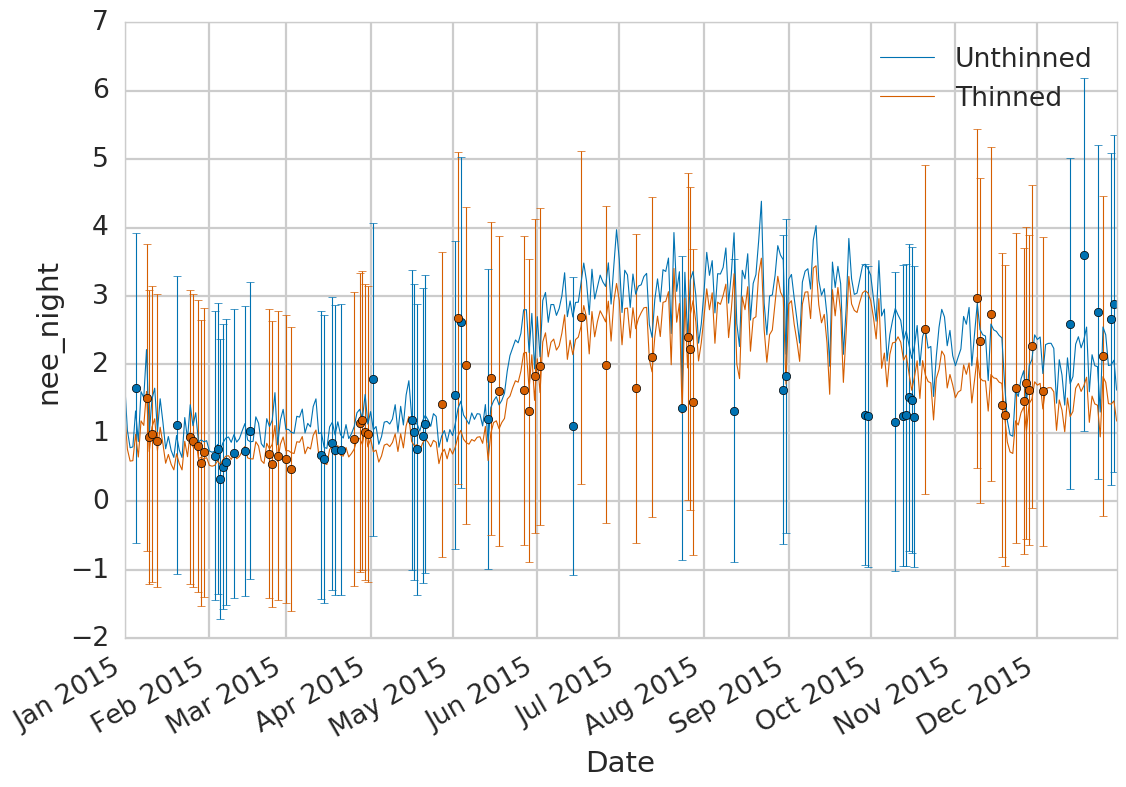 7
6
5
4
3
2
1
0
−1
−2
nee_night
Unthinned
Thinned
Jan 2015
Feb 2015
Mar 2015
Apr 2015
May 2015
Jun 2015
Jul 2015
Aug 2015
Sep 2015
Oct 2015
Nov 2015
Dec 2015
Date